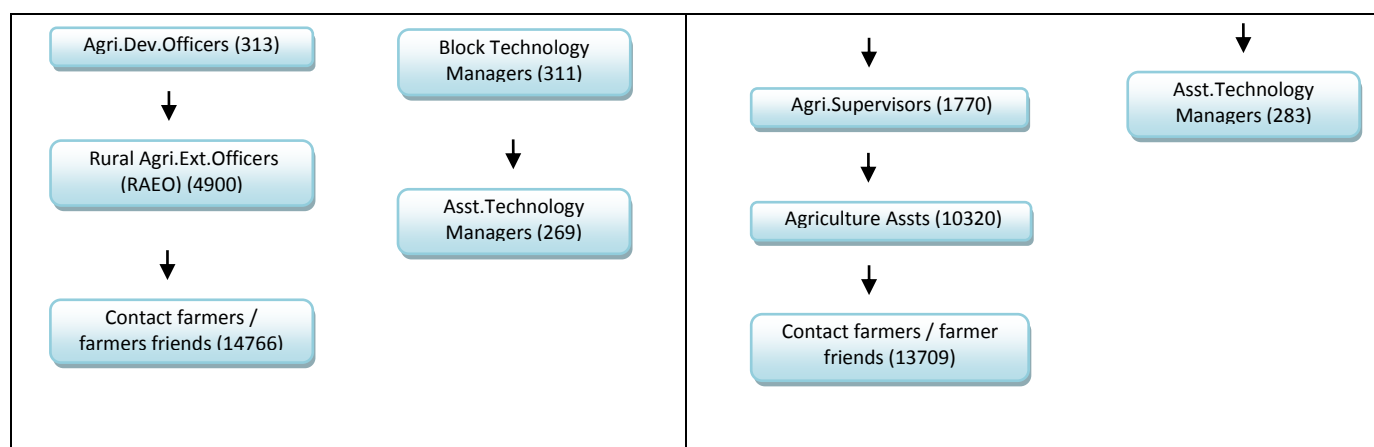 Agri.Dev.Officers (313)
Rural Agri.Ext.Officers
(RAEO) (4900)
Contact farmers /
farmers friends (14766)
Block Technology
Managers (311)
Asst.Technology
Managers (269)
Agri.Supervisors (1770)
Agriculture Assts (10320)
Contact farmers / farmer
friends (13709)
Asst.Technology
Managers (283)